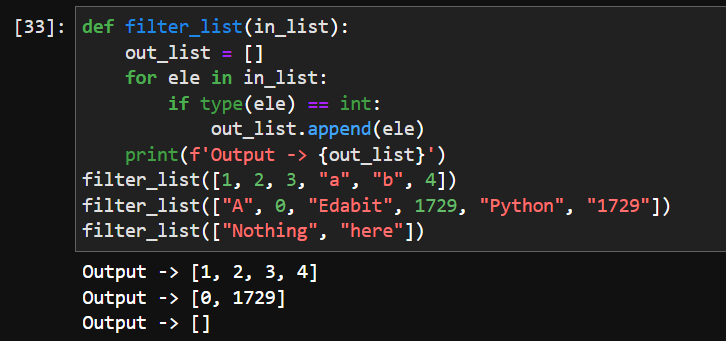 [33]: def filter_list(in_list):
    out_list = []
    for ele in in_list:
        if type(ele) == int:
            out_list.append(ele)
    print(f'Output -> {out_list}')
filter_list([1, 2, 3, "a", "b", 4])
filter_list(["A", 0, "Edabit", 1729, "Python", "1729"])
filter_list(["Nothing", "here"])
Output -> [1, 2, 3, 4]
Output -> [0, 1729]
Output -> []